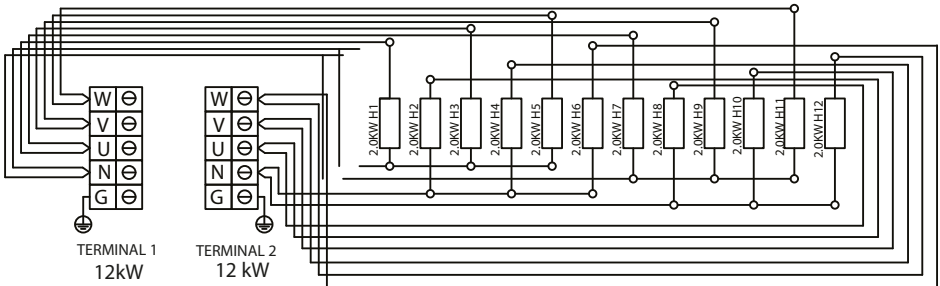 W
V
U
N
G
TERMINAL 1
12kW
W
V
U
N
G
TERMINAL 2
12 kW
2.0KW H1
2.0KW H2
2.0KW H3
2.0KW H4
2.0KW H5
2.0KW H6
2.0KW H7
2.0KW H8
2.0KW H9
2.0KW H10
2.0KW H11
2.0KW H12